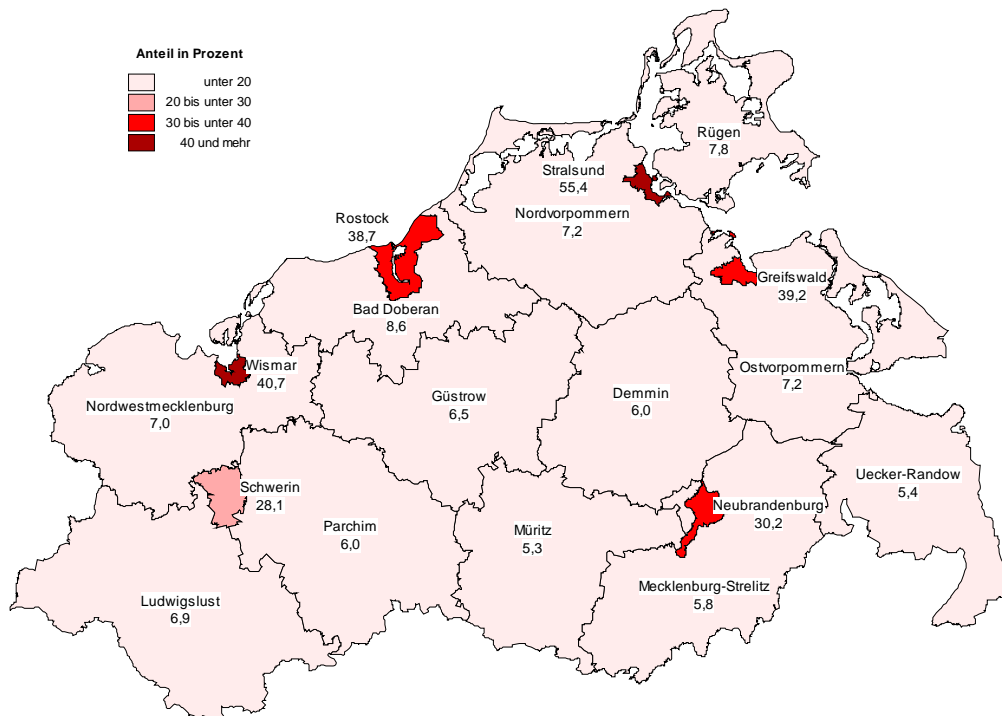 Anteil in Prozent
unter 20
20 bis unter 30
30 bis unter 40
40 und mehr
Rügen
7,8
Stralsund
55,4
Nordvorpommern
7,2
Rostock
38,7
Greifswald
39,2
Bad Doberan
8,6
Wismar
40,7
Ostvorpommern
7,2
Güstrow
6,5
Demmin
6,0
Nordwestmecklenburg
7,0
Uecker-Randow
5,4
Schwerin
28,1
Neubrandenburg
30,2
Parchim
6,0
Müritz
5,3
Mecklenburg-Strelitz
5,8
Ludwigslust
6,9